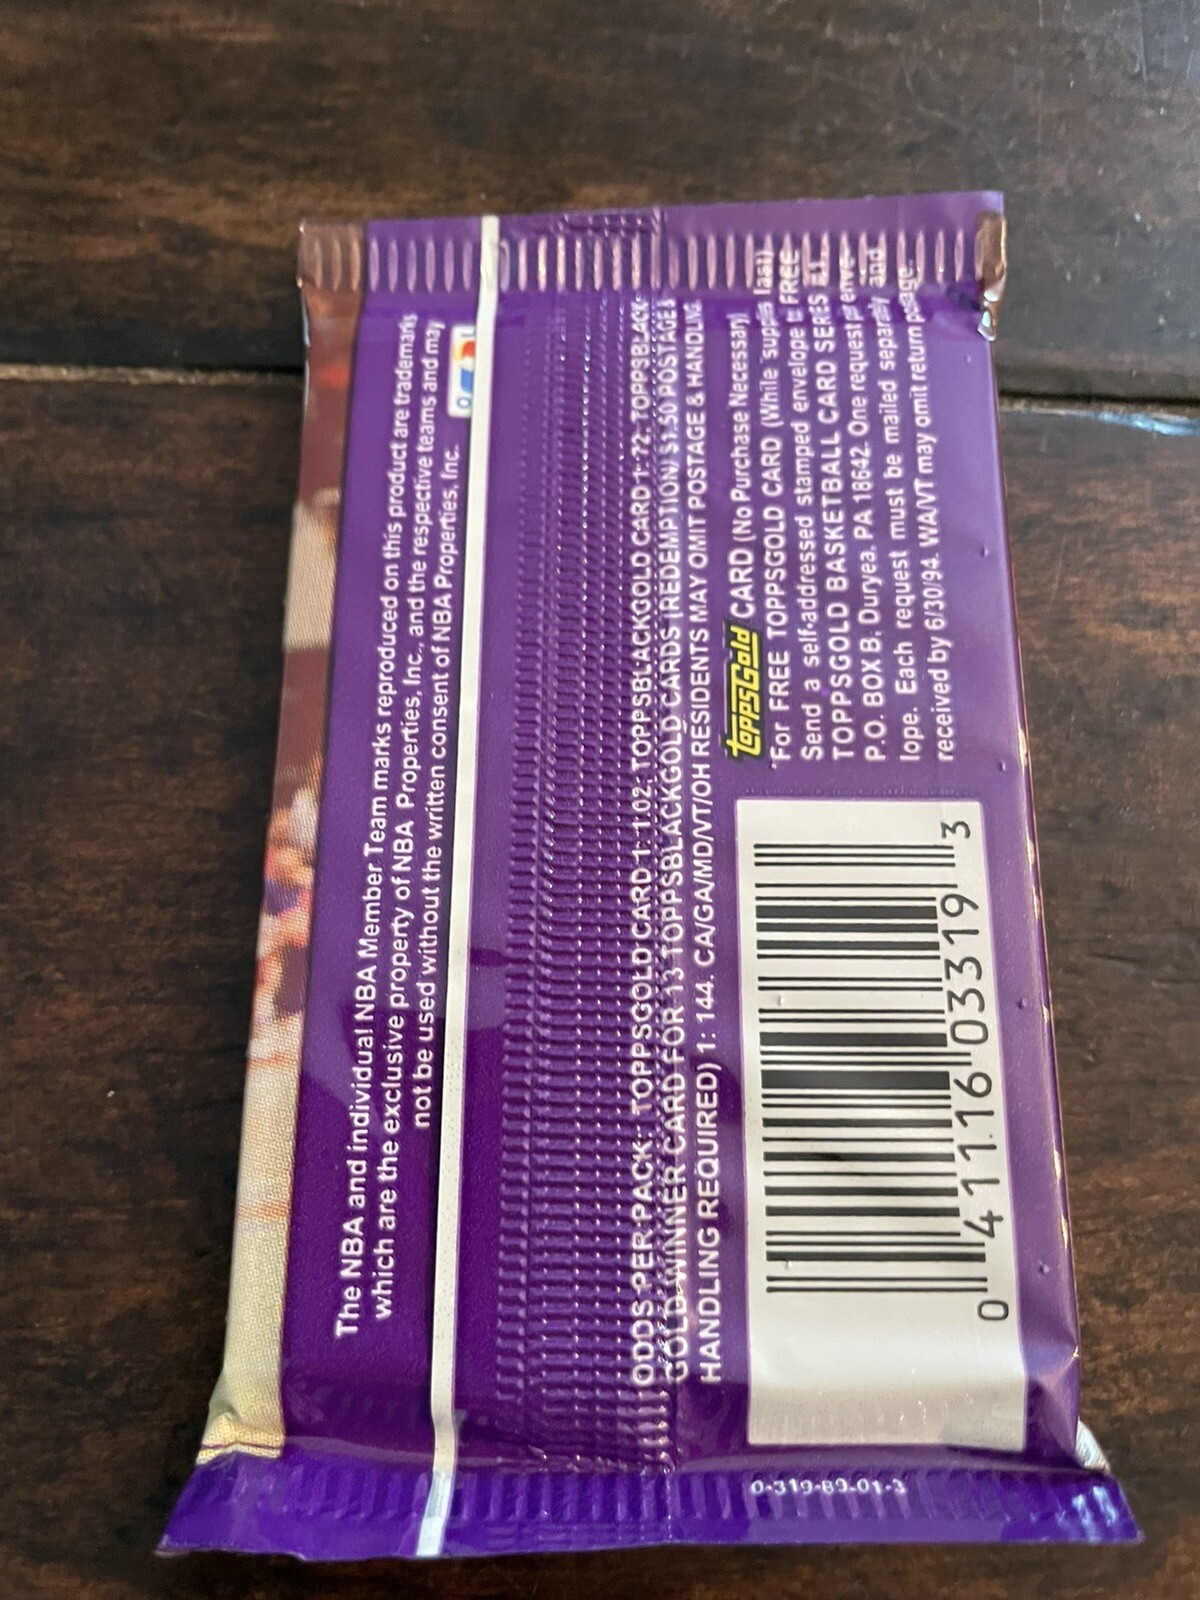 The NBA and individual NBA Member Team marks reproduced on this product are trademarks
which are the exclusive property of NBA Properties, Inc., and the respective teams and may
not be used without the written consent of NBA Properties, Inc.
ODDS PER PACK: TOPPSGOLD CARD 1:1.02; TOPPSBLACKGOLD CARD 1:72; TOPPSBLACK-
GOLD WINNER CARD FOR 13 TOPPSBLACKGOLD CARDS (REDEMPTION/$1.50 POSTAGE &
HANDLING REQUIRED) 1: 144. CA/GA/MD/VT/OH RESIDENTS MAY OMIT POSTAGE & HANDLING.
ToppsGold CARD (No Purchase Necessary)
*For FREE TOPPSGOLD CARD (While supplies last)
Send a self-addressed stamped envelope to FREE
TOPPSGOLD BASKETBALL CARD SERIES
P.O. BOX B, Duryea, PA 18642. One request per enve-
lope. Each request must be mailed separately and
received by 6/30/94. WA/VT may omit return postage.
0 41116 03319 3
0-319-89-01-3